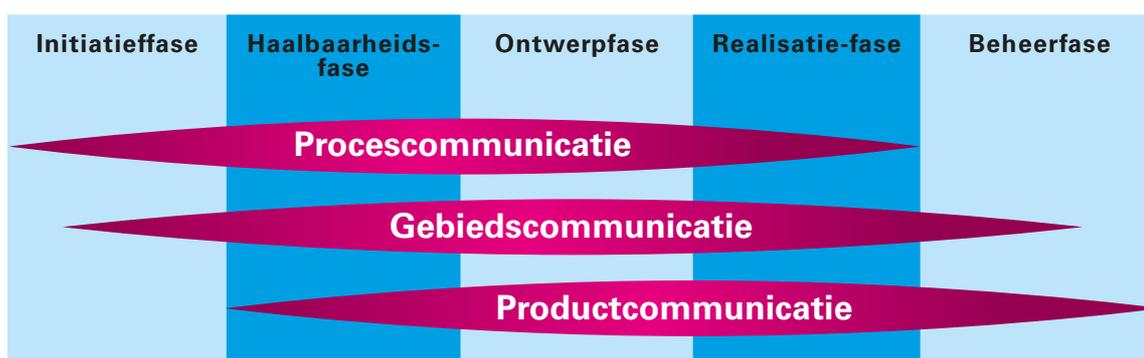 Initiatieffase
Haalbaarheids-
fase
Ontwerpfase
Realisatie-fase
Beheerfase
Procescommunicatie
Gebiedscommunicatie
Productcommunicatie